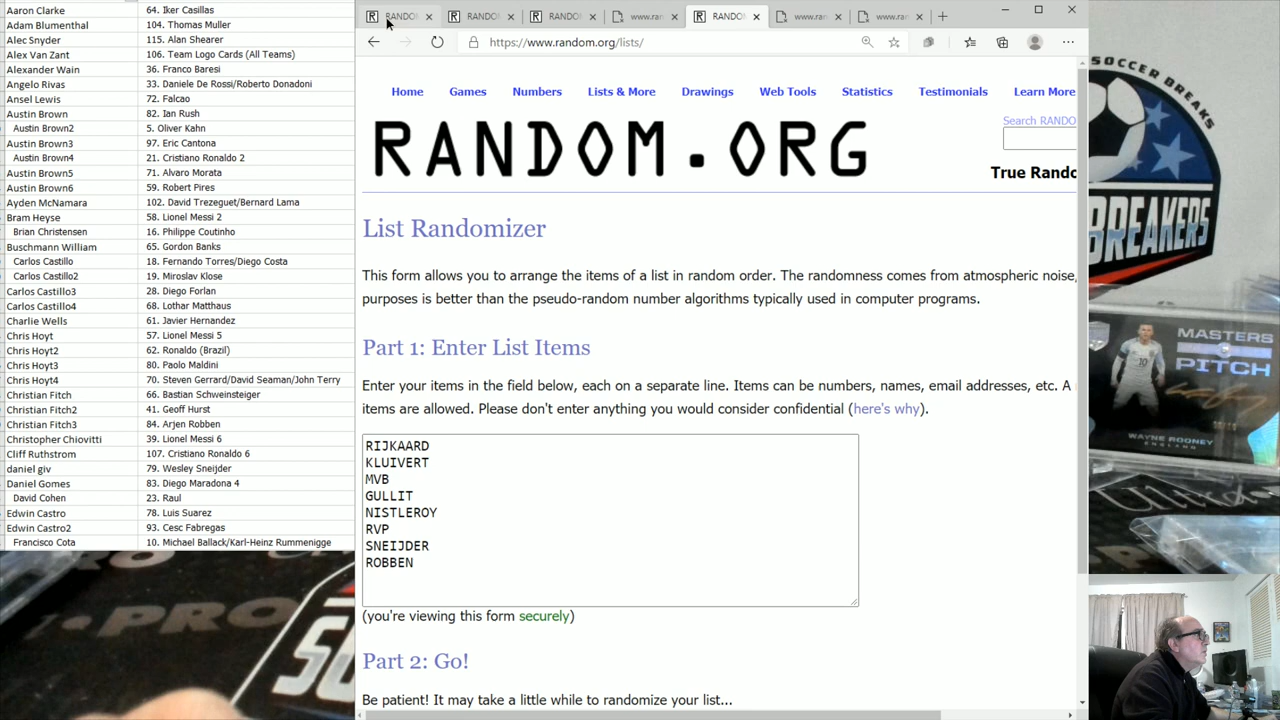 Aaron Clarke 64. Iker Casillas
Adam Blumenthal 104. Thomas Muller
Alec Snyder 115. Alan Shearer
Alex Van Zant 106. Team Logo Cards (All Teams)
Alexander Wain 36. Franco Baresi
Angelo Rivas 33. Daniele De Rossi/Roberto Donadoni
Ansel Lewis 72. Falcao
Austin Brown 82. Ian Rush
Austin Brown2 5. Oliver Kahn
Austin Brown3 97. Eric Cantona
Austin Brown4 21. Cristiano Ronaldo 2
Austin Brown5 71. Alvaro Morata
Austin Brown6 59. Robert Pires
Ayden McNamara 102. David Trezeguet/Bernard Lama
Bram Heyse 58. Lionel Messi 2
Brian Christensen 16. Philippe Coutinho
Buschmann William 65. Gordon Banks
Carlos Castillo 18. Fernando Torres/Diego Costa
Carlos Castillo2 19. Miroslav Klose
Carlos Castillo3 28. Diego Forlan
Carlos Castillo4 68. Lothar Matthaus
Charlie Wells 61. Javier Hernandez
Chris Hoyt 57. Lionel Messi 5
Chris Hoyt2 62. Ronaldo (Brazil)
Chris Hoyt3 80. Paolo Maldini
Chris Hoyt4 70. Steven Gerrard/David Seaman/John Terry
Christian Fitch 66. Bastian Schweinsteiger
Christian Fitch2 41. Geoff Hurst
Christian Fitch3 84. Arjen Robben
Christopher Chiovitti 39. Lionel Messi 6
Cliff Ruthstrom 107. Cristiano Ronaldo 6
daniel giv 79. Wesley Sneijder
Daniel Gomes 83. Diego Maradona 4
David Cohen 23. Raul
Edwin Castro 78. Luis Suarez
Edwin Castro2 93. Cesc Fabregas
Francisco Cota 10. Michael Ballack/Karl-Heinz Rummenigge
RANDO RANDO RANDO www.ran RANDO www.ran www.ran
https://www.random.org/lists/
Home Games Numbers Lists & More Drawings Web Tools Statistics Testimonials Learn More
Search RANDO
RANDOM.ORG
True Rando
List Randomizer
This form allows you to arrange the items of a list in random order. The randomness comes from atmospheric noise,
purposes is better than the pseudo-random number algorithms typically used in computer programs.
Part 1: Enter List Items
Enter your items in the field below, each on a separate line. Items can be numbers, names, email addresses, etc. A
items are allowed. Please don't enter anything you would consider confidential (here's why).
RIJKAARD
KLUIVERT
MVB
GULLIT
NISTLEROY
RVP
SNEIJDER
ROBBEN
(you're viewing this form securely)
Part 2: Go!
Be patient! It may take a little while to randomize your list...
SOCCER BREAKS
BREAKERS
MASTERS
PITCH
WAYNE ROONEY
ENGLAND
PRO